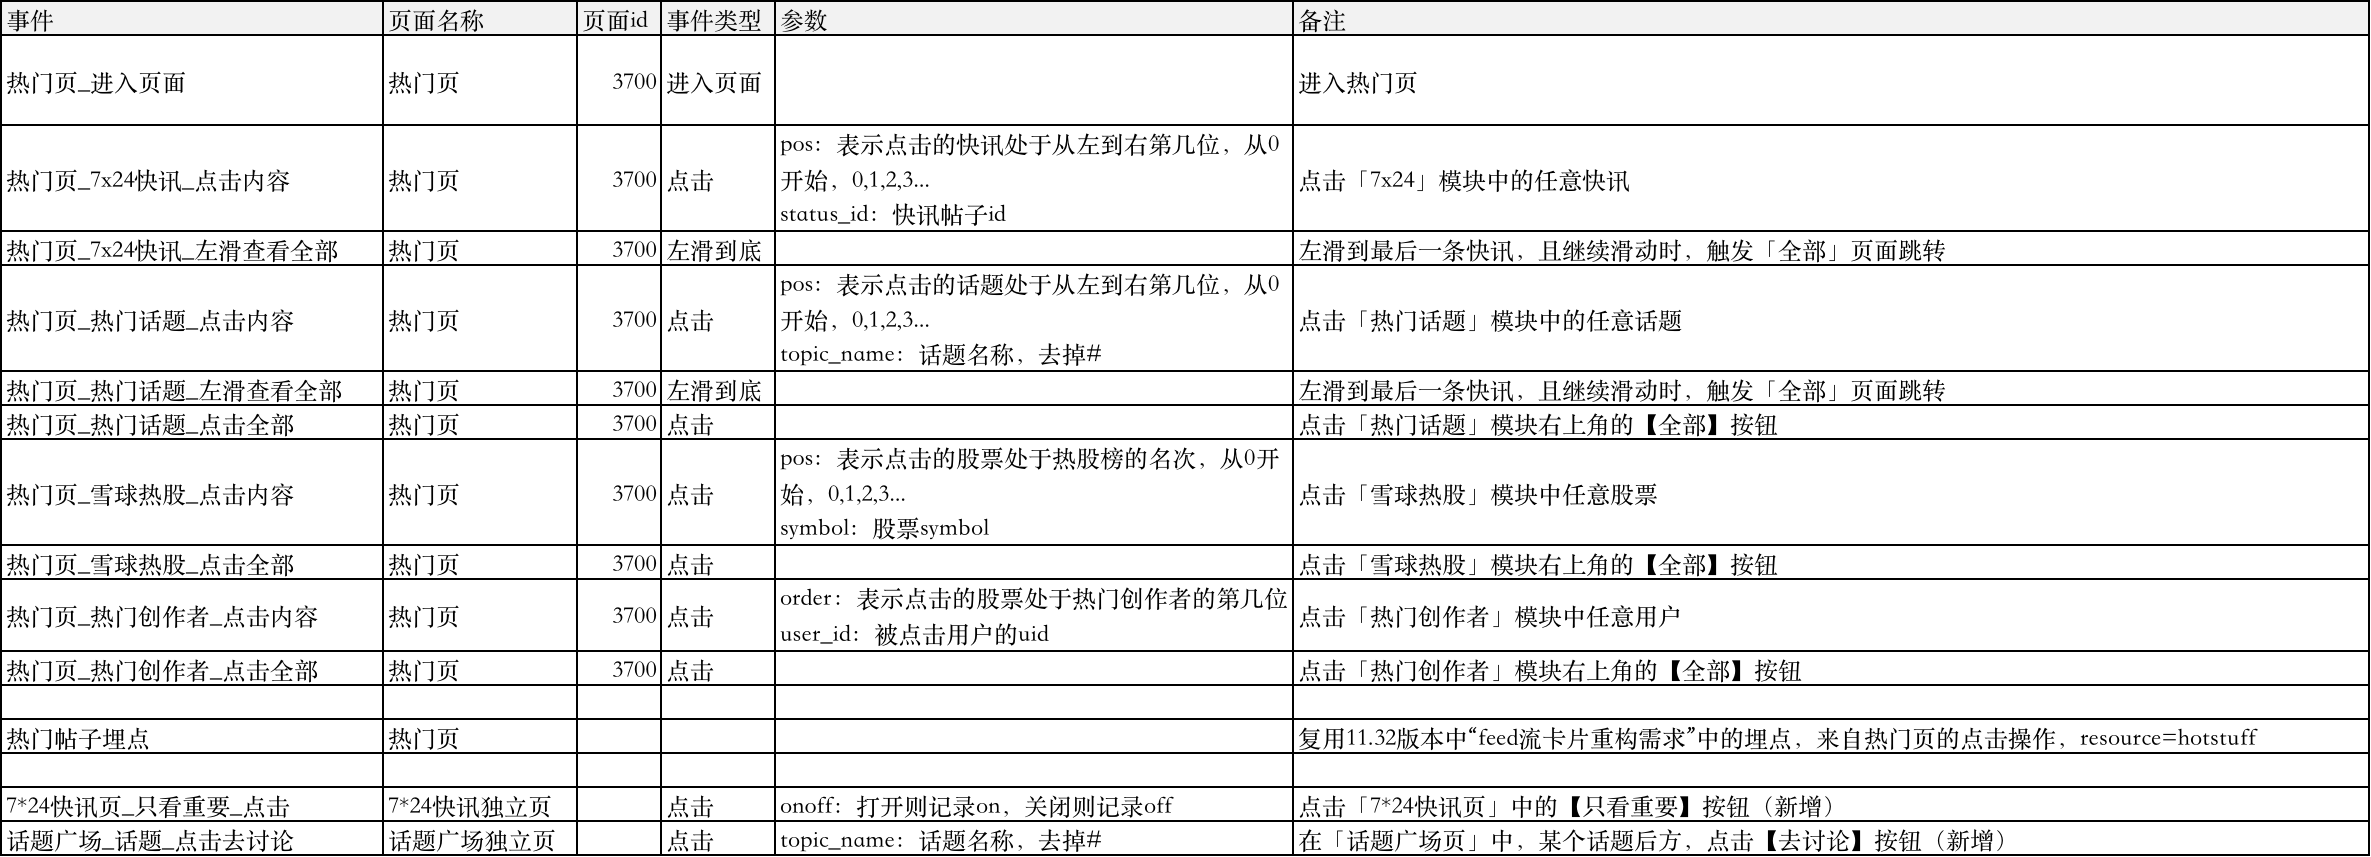 事件 页面名称 页面id 事件类型 参数 备注
热门页_进入页面 热门页 3700 进入页面 进入热门页
热门页_7x24快讯_点击内容 热门页 3700 点击 pos：表示点击的快讯处于从左到右第几位，从0
开始，0,1,2,3...
status_id：快讯帖子id
点击「7x24」模块中的任意快讯
热门页_7x24快讯_左滑查看全部 热门页 3700 左滑到底 左滑到最后一条快讯，且继续滑动时，触发「全部」页面跳转
热门页_热门话题_点击内容 热门页 3700 点击 pos：表示点击的话题处于从左到右第几位，从0
开始，0,1,2,3...
topic_name：话题名称，去掉#
点击「热门话题」模块中的任意话题
热门页_热门话题_左滑查看全部 热门页 3700 左滑到底 左滑到最后一条快讯，且继续滑动时，触发「全部」页面跳转
热门页_热门话题_点击全部 热门页 3700 点击 点击「热门话题」模块右上角的【全部】按钮
热门页_雪球热股_点击内容 热门页 3700 点击 pos：表示点击的股票处于热股榜的名次，从0开
始，0,1,2,3...
symbol：股票symbol
点击「雪球热股」模块中任意股票
热门页_雪球热股_点击全部 热门页 3700 点击 点击「雪球热股」模块右上角的【全部】按钮
热门页_热门创作者_点击内容 热门页 3700 点击 order：表示点击的股票处于热门创作者的第几位
user_id：被点击用户的uid
点击「热门创作者」模块中任意用户
热门页_热门创作者_点击全部 热门页 3700 点击 点击「热门创作者」模块右上角的【全部】按钮
热门帖子埋点 热门页 复用11.32版本中“feed流卡片重构需求”中的埋点，来自热门页的点击操作，resource=hotstuff
7*24快讯页_只看重要_点击 7*24快讯独立页 点击 onoff：打开则记录on，关闭则记录off 点击「7*24快讯页」中的【只看重要】按钮（新增）
话题广场_话题_点击去讨论 话题广场独立页 点击 topic_name：话题名称，去掉# 在「话题广场页」中，某个话题后方，点击【去讨论】按钮（新增）